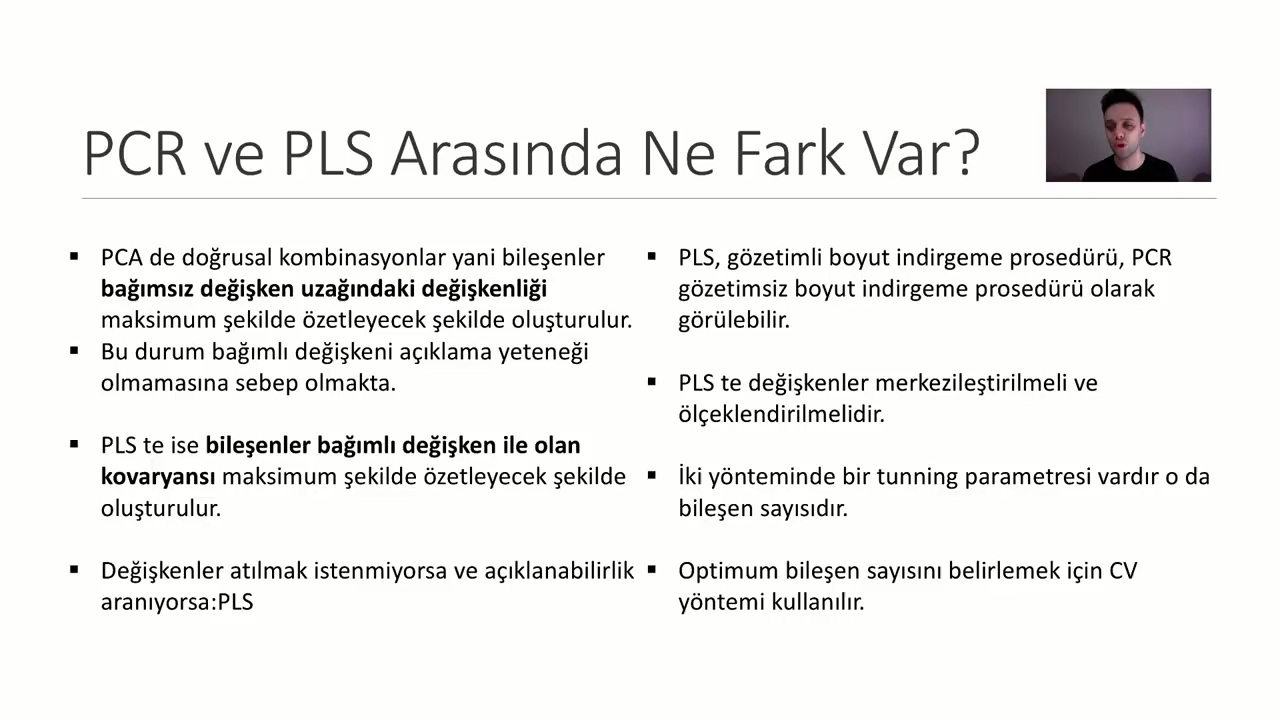 PCR ve PLS Arasında Ne Fark Var?
▪ PCA de doğrusal kombinasyonlar yani bileşenler
bağımsız değişken uzağındaki değişkenliği
maksimum şekilde özetleyecek şekilde oluşturulur.
▪ Bu durum bağımlı değişkeni açıklama yeteneği
olmamasına sebep olmakta.
▪ PLS te ise bileşenler bağımlı değişken ile olan
kovaryansı maksimum şekilde özetleyecek şekilde
oluşturulur.
▪ Değişkenler atılmak istenmiyorsa ve açıklanabilirlik
aranıyorsa:PLS
▪ PLS, gözetimli boyut indirgeme prosedürü, PCR
gözetimsiz boyut indirgeme prosedürü olarak
görülebilir.
▪ PLS te değişkenler merkezileştirilmeli ve
ölçeklendirilmelidir.
▪ İki yönteminde bir tunning parametresi vardır o da
bileşen sayısıdır.
▪ Optimum bileşen sayısını belirlemek için CV
yöntemi kullanılır.